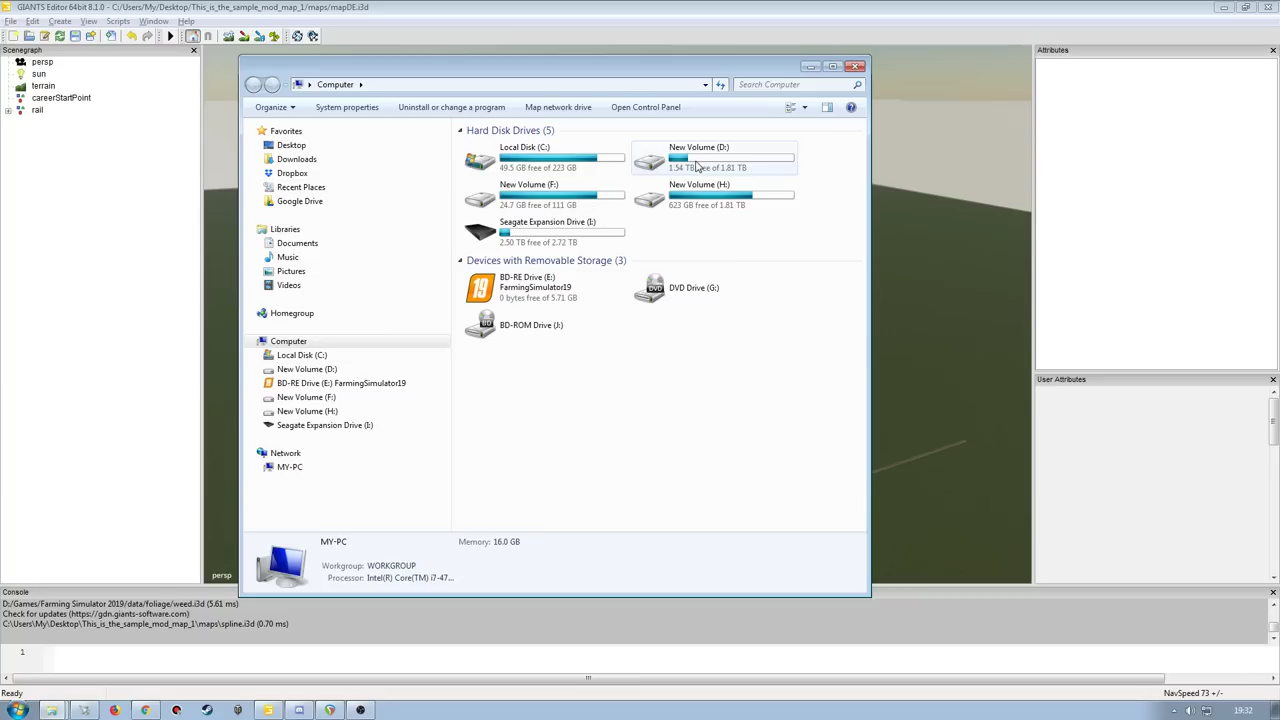 GIANTS Editor 64bit - C:/Users/My/Desktop/This_is_the_sample_mod_map_1/maps/mapDE.i3d
File Edit Create View Scripts Window Help
Scenegraph
persp
sun
terrain
careerStartPoint
rail
Attributes
User Attributes
Computer
Search Computer
Organize
System properties
Uninstall or change a program
Map network drive
Open Control Panel
Favorites
Desktop
Downloads
Dropbox
Recent Places
Google Drive
Libraries
Documents
Music
Pictures
Videos
Homegroup
Computer
Local Disk (C:)
New Volume (D:)
BD-RE Drive (E:) FarmingSimulator19
New Volume (F:)
New Volume (H:)
Seagate Expansion Drive (I:)
Network
MY-PC
Hard Disk Drives (5)
Local Disk (C:)
49.5 GB free of 223 GB
New Volume (D:)
1.54 TB free of 1.81 TB
New Volume (F:)
24.7 GB free of 111 GB
New Volume (H:)
623 GB free of 1.81 TB
Seagate Expansion Drive (I:)
2.50 TB free of 2.72 TB
Devices with Removable Storage (3)
19
BD-RE Drive (E:)
FarmingSimulator19
0 bytes free of 5.71 GB
DVD
DVD Drive (G:)
BD
BD-ROM Drive (J:)
MY-PC
Memory: 16.0 GB
Workgroup: WORKGROUP
Processor: Intel(R) Core(TM) i7-47...
persp
Console
D:/Games/Farming Simulator 2019/data/foliage/weed.i3d (5.61 ms)
Check for updates (https://gdn.giants-software.com)
C:\Users\My\Desktop\This_is_the_sample_mod_map_1\maps\spline.i3d (0.70 ms)
1
Ready
NavSpeed 73 +/-
19:32